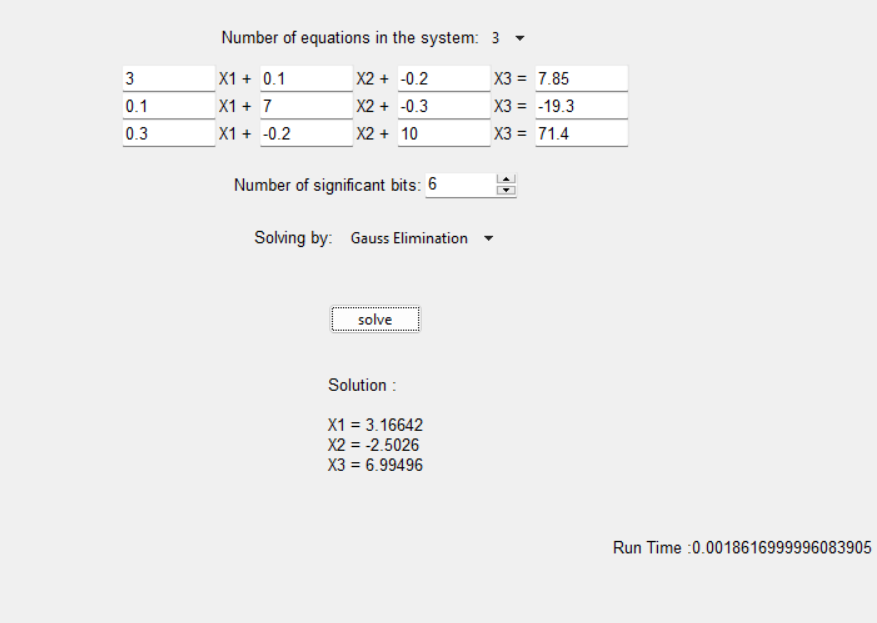 Number of equations in the system: 3
3 X1 + 0.1 X2 + -0.2 X3 = 7.85
0.1 X1 + 7 X2 + -0.3 X3 = -19.3
0.3 X1 + -0.2 X2 + 10 X3 = 71.4
Number of significant bits: 6
Solving by: Gauss Elimination
solve
Solution :
X1 = 3.16642
X2 = -2.5026
X3 = 6.99496
Run Time :0.0018616999996083905